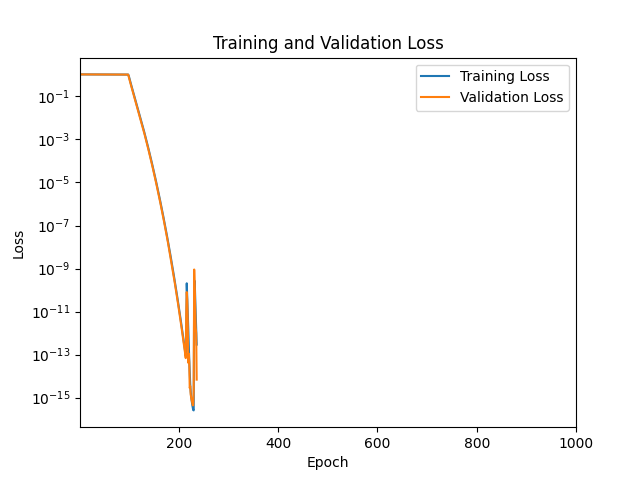 Training and Validation Loss
Training Loss
Validation Loss
10⁻¹
10⁻³
10⁻⁵
10⁻⁷
10⁻⁹
10⁻¹¹
10⁻¹³
10⁻¹⁵
Loss
200 400 600 800 1000
Epoch